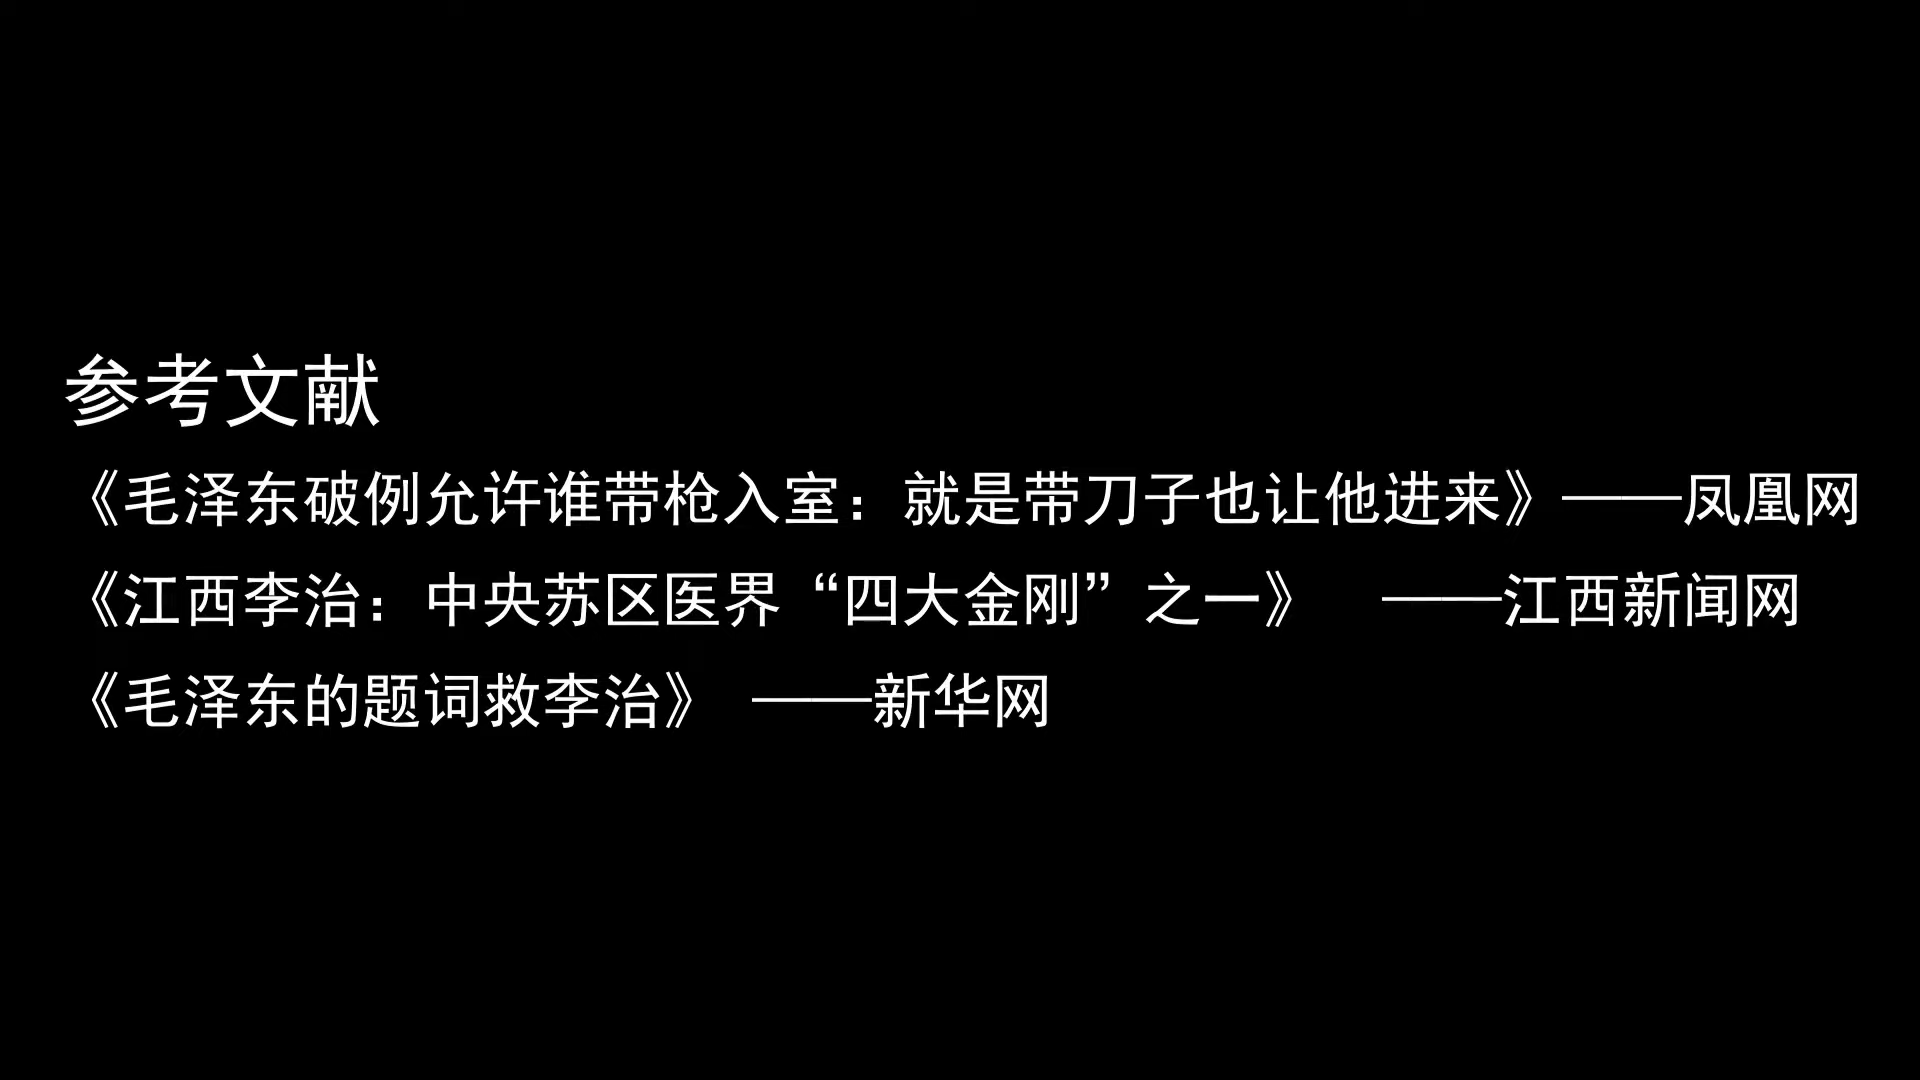 参考文献
《毛泽东破例允许谁带枪入室：就是带刀子也让他进来》——凤凰网
《江西李治：中央苏区医界“四大金刚”之一》 ——江西新闻网
《毛泽东的题词救李治》 ——新华网